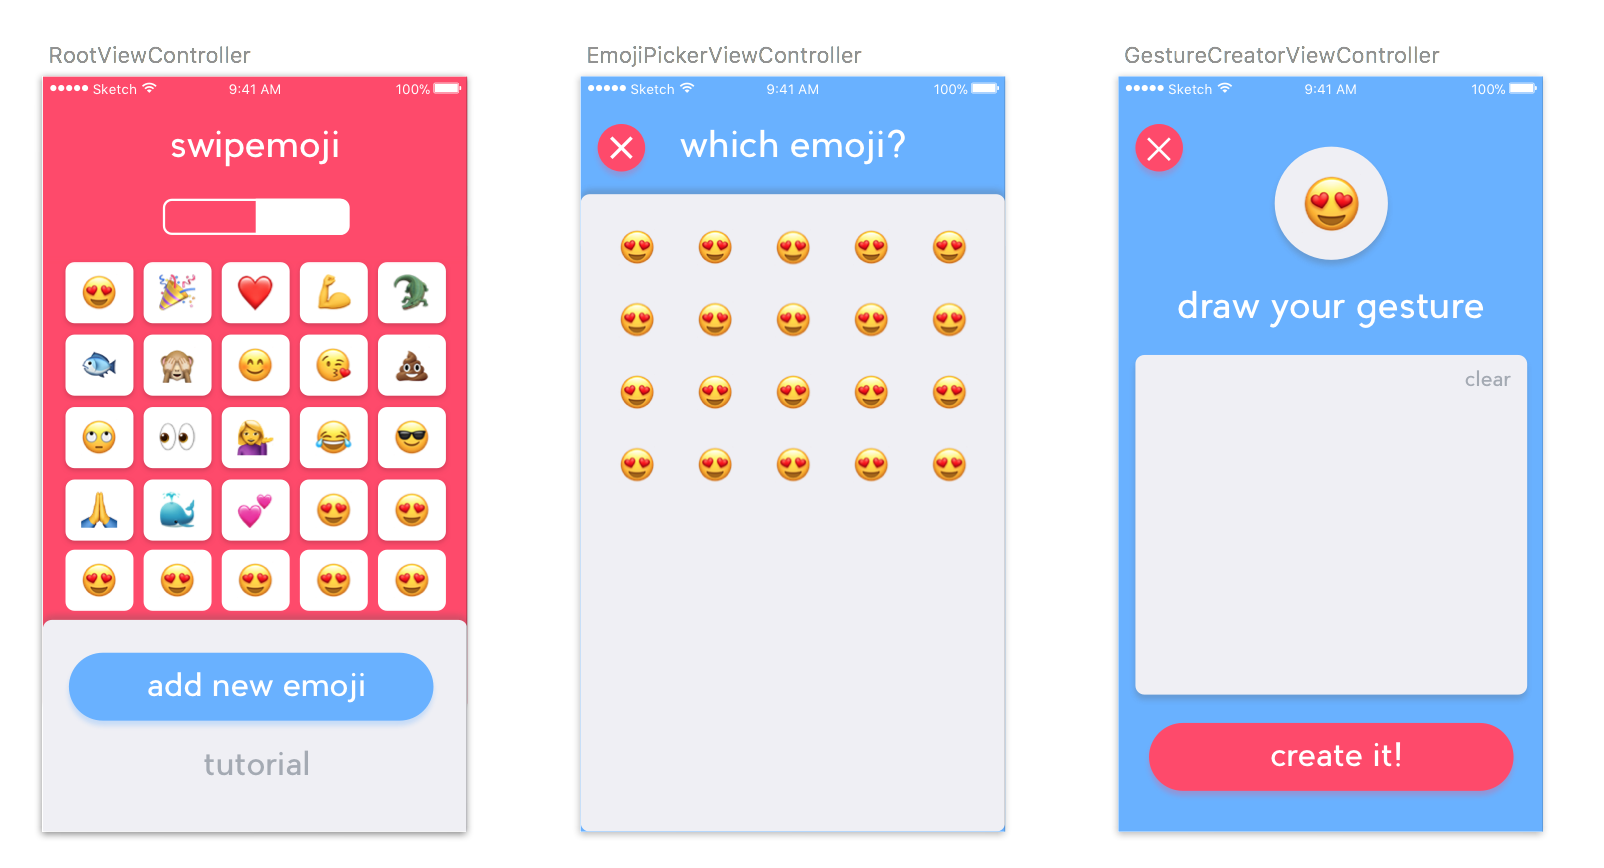 RootViewController
Sketch 9:41 AM 100%
swipemoji
add new emoji
tutorial
EmojiPickerViewController
Sketch 9:41 AM 100%
which emoji?
GestureCreatorViewController
Sketch 9:41 AM 100%
draw your gesture
clear
create it!